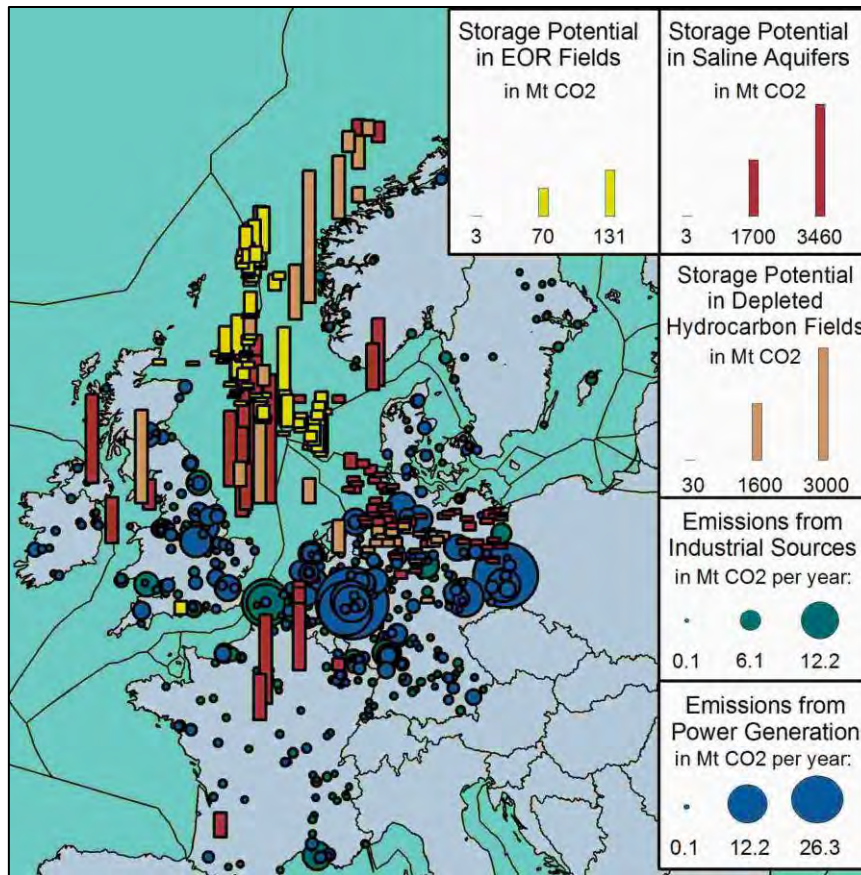 Storage Potential
in EOR Fields
in Mt CO2
3 70 131
Storage Potential
in Saline Aquifers
in Mt CO2
3 1700 3460
Storage Potential
in Depleted
Hydrocarbon Fields
in Mt CO2
30 1600 3000
Emissions from
Industrial Sources
in Mt CO2 per year:
0.1 6.1 12.2
Emissions from
Power Generation
in Mt CO2 per year:
0.1 12.2 26.3